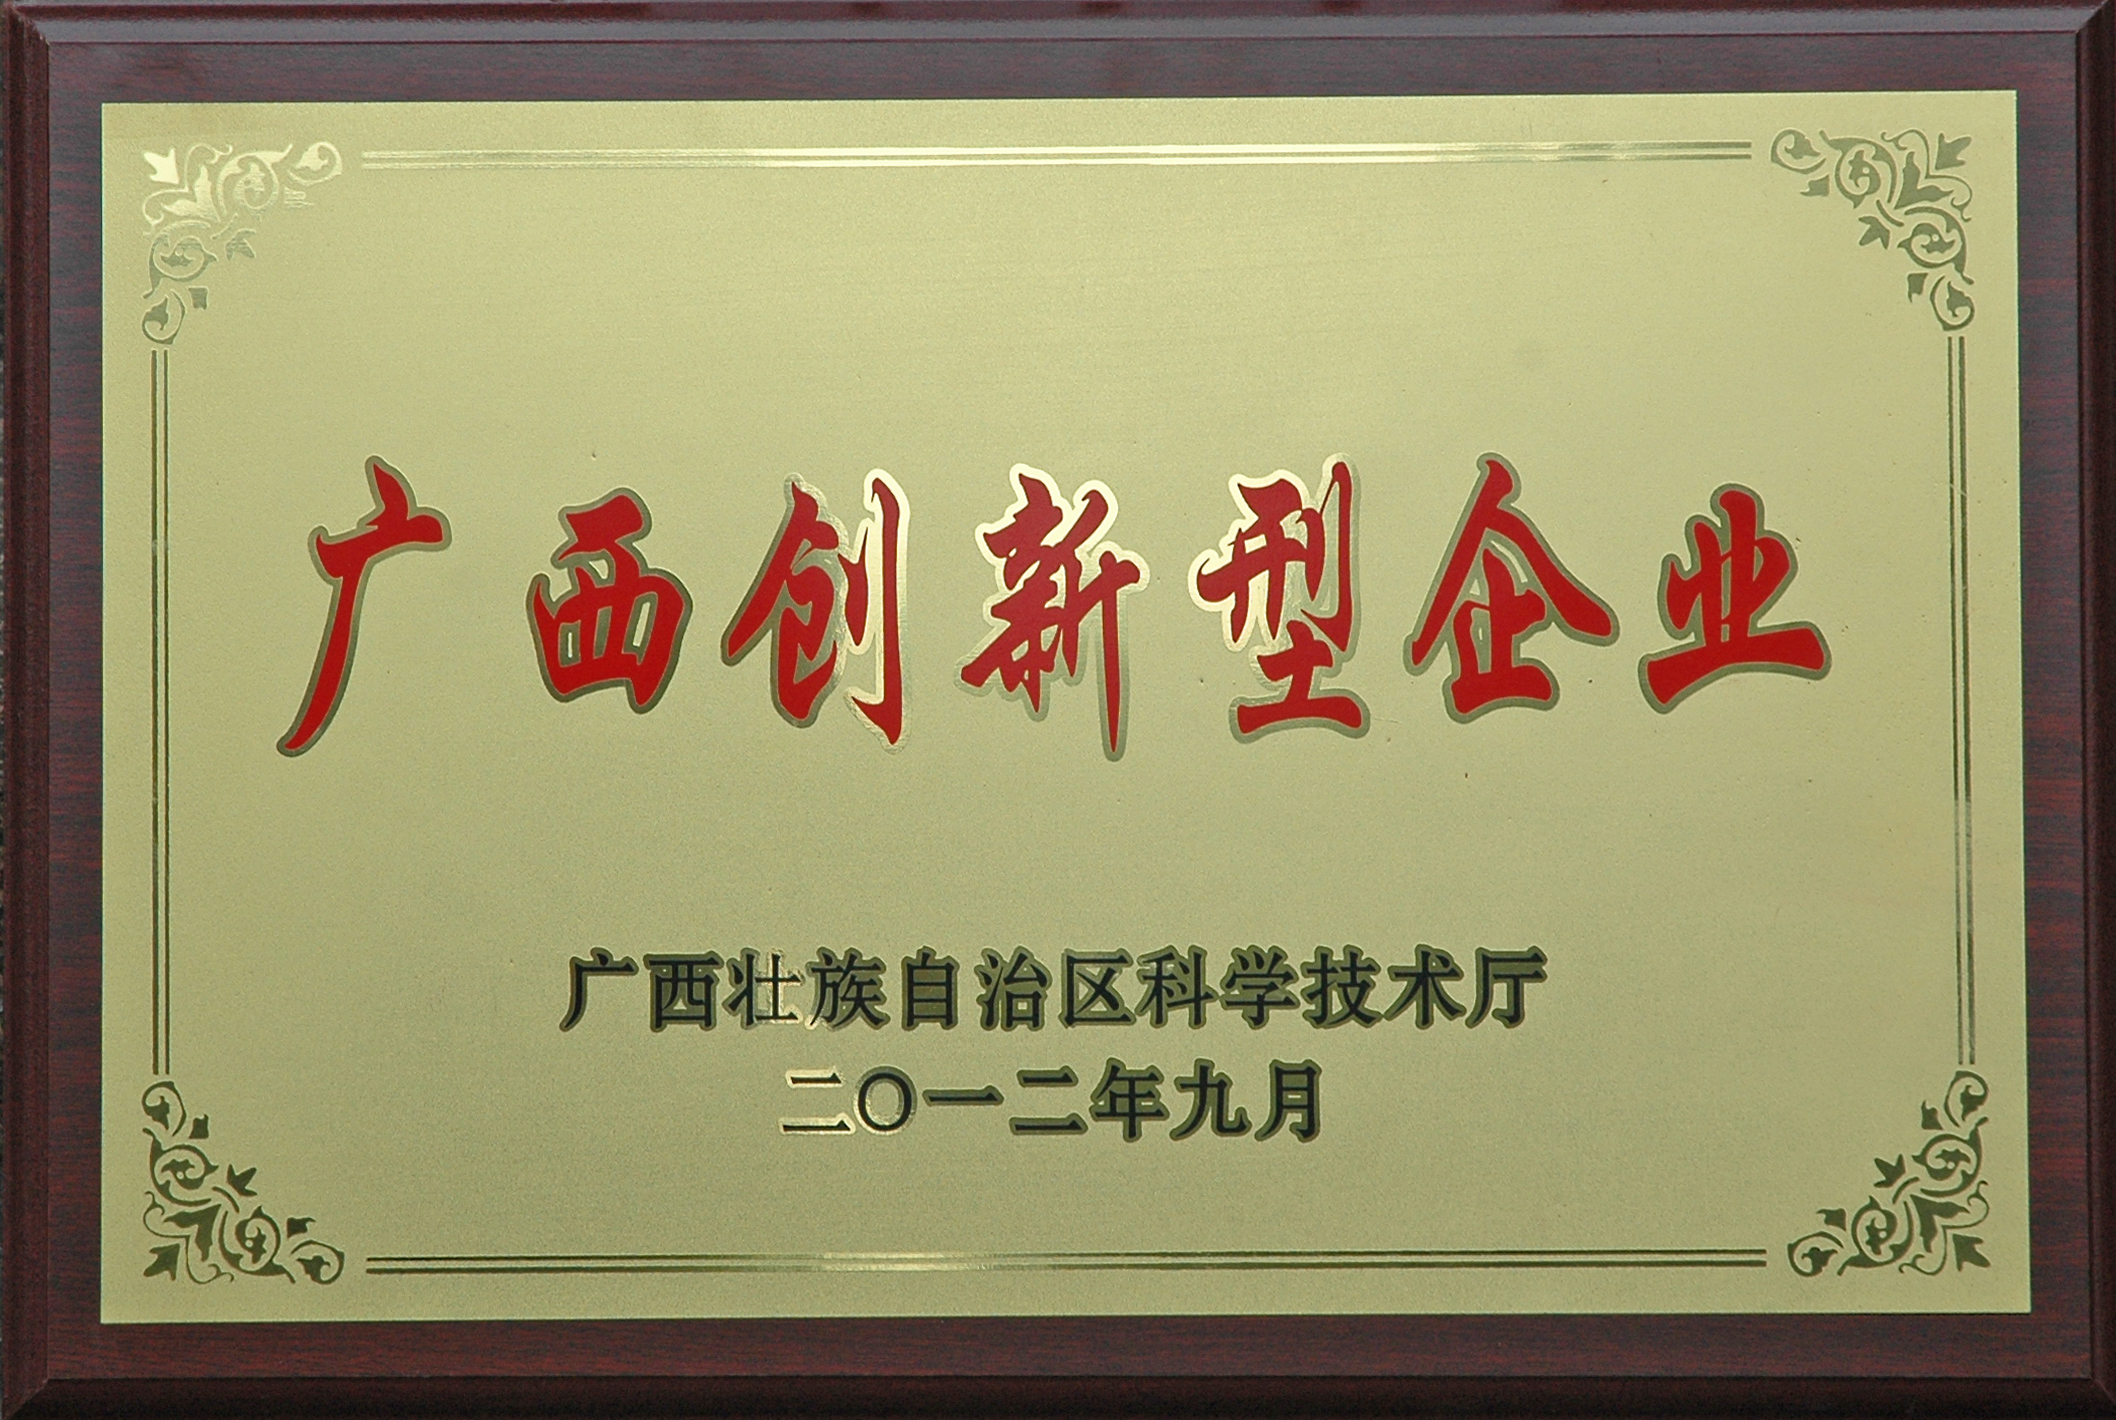 广西创新型企业
广西壮族自治区科学技术厅
二〇一二年九月